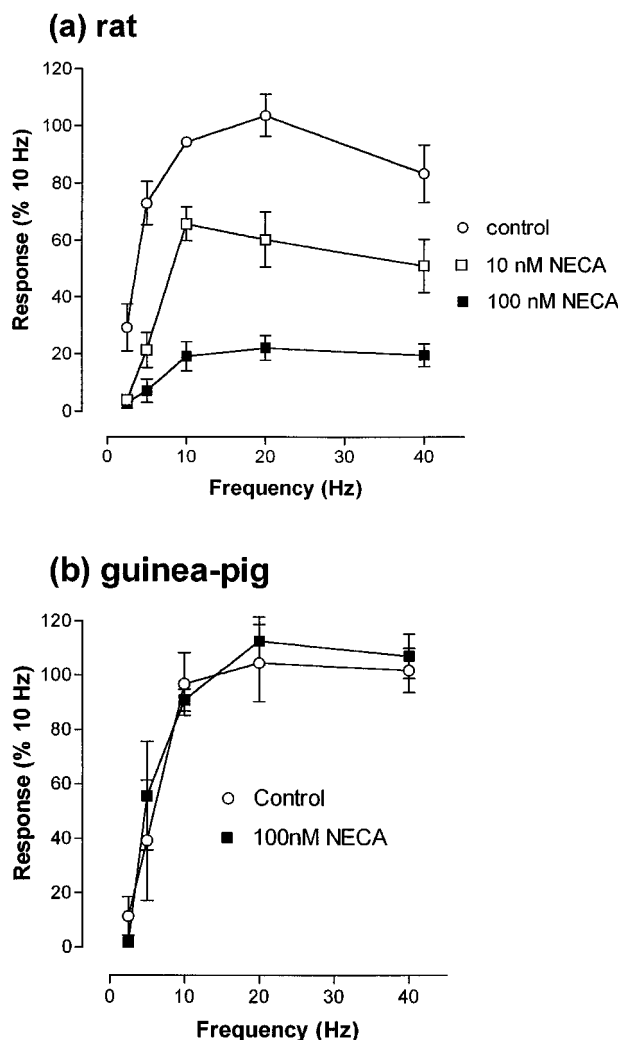 (a) rat
120
100
80
60
40
20
0
Response (% 10 Hz)
0 10 20 30 40
Frequency (Hz)
control
10 nM NECA
100 nM NECA
(b) guinea-pig
120
100
80
60
40
20
0
Response (% 10 Hz)
0 10 20 30 40
Frequency (Hz)
Control
100nM NECA